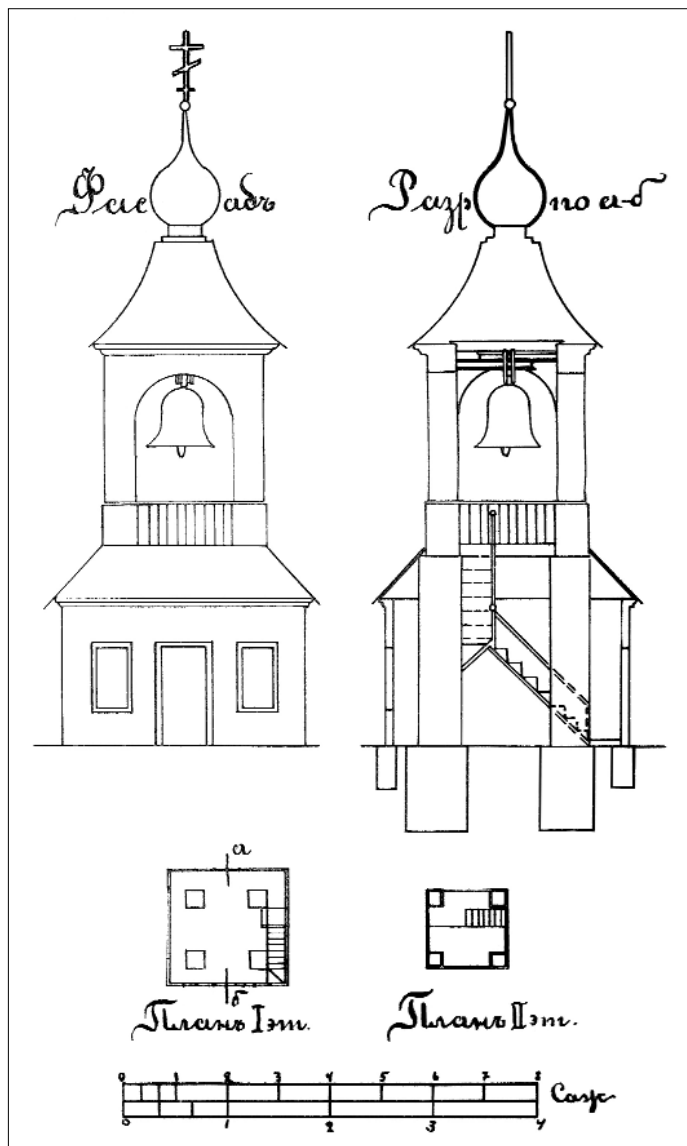 Фасадъ
Разр по а-б
а
б
Планъ I эт.
Планъ II эт.
0 1 2 3 4 5 6 7 8
Саж
0 1 2 3 4